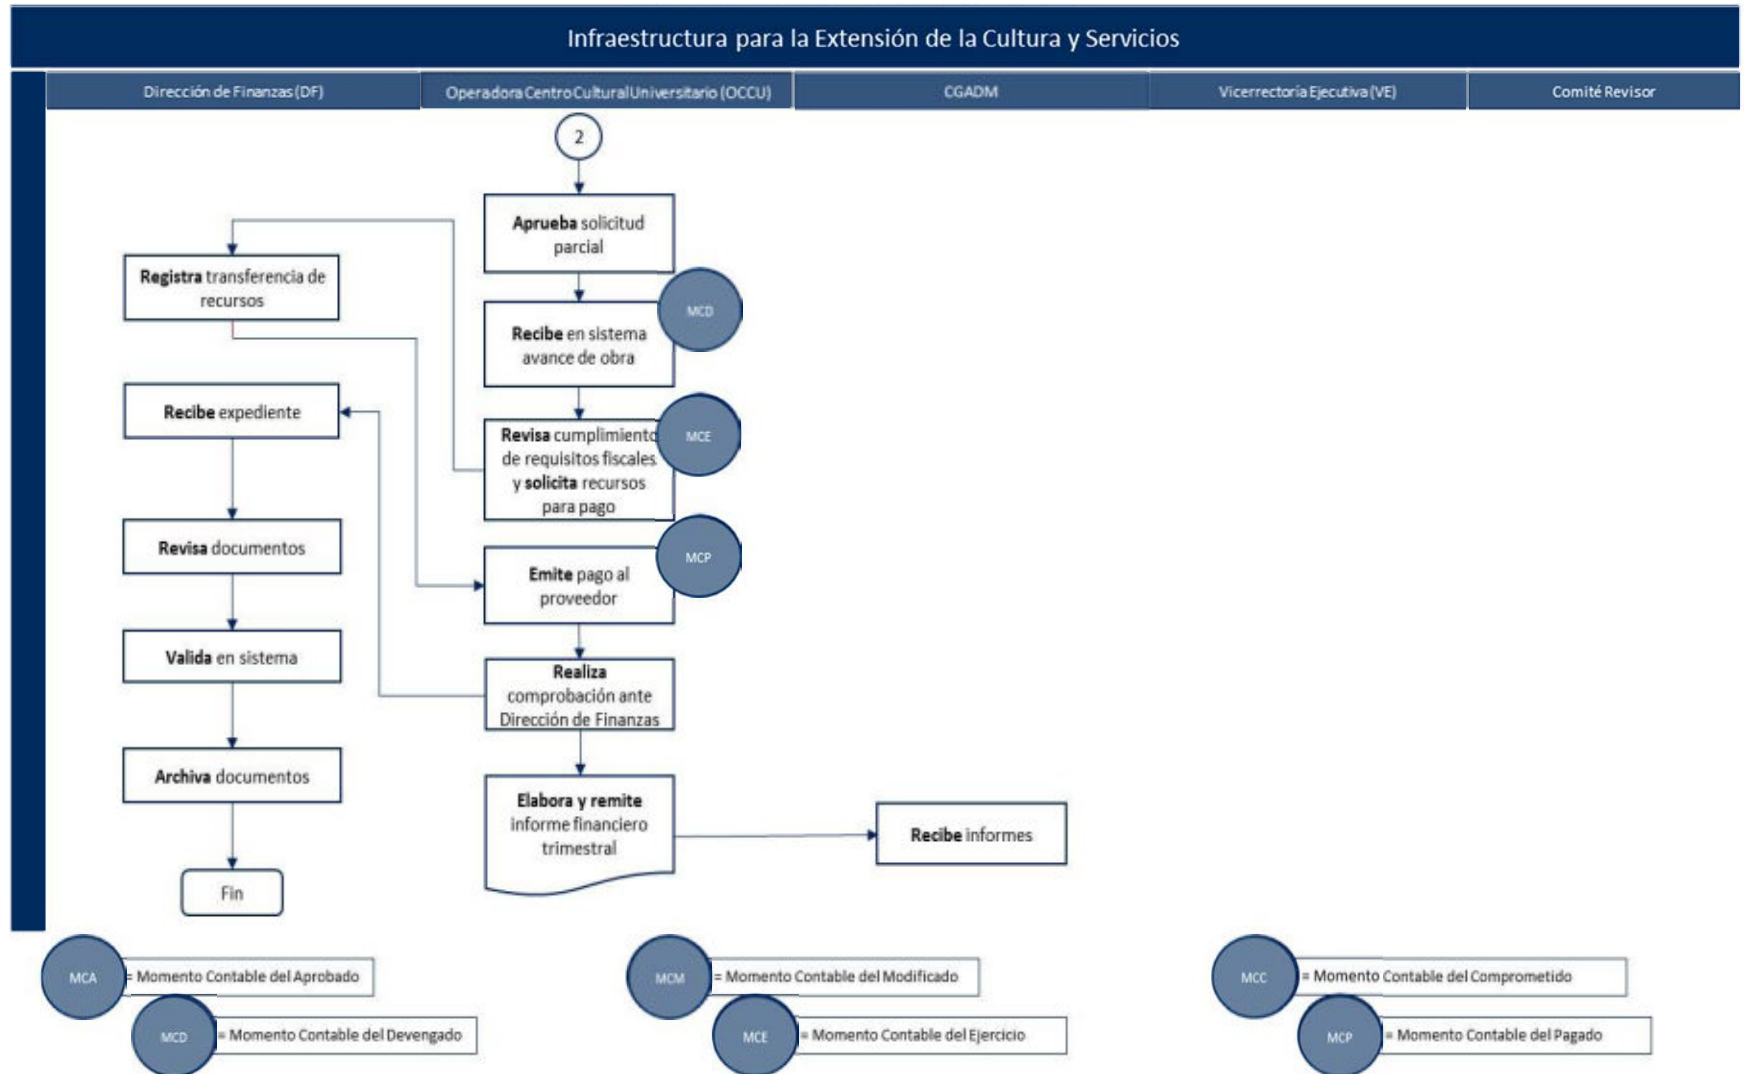 Infraestructura para la Extensión de la Cultura y Servicios
Dirección de Finanzas (DF)
Operadora Centro Cultural Universitario (OCCU)
CGADM
Vicerrectoría Ejecutiva (VE)
Comité Revisor
2
Aprueba solicitud
parcial
Registra transferencia de
recursos
MCD
Recibe en sistema
avance de obra
Recibe expediente
MCE
Revisa cumplimiento
de requisitos fiscales
y solicita recursos
para pago
Revisa documentos
MCP
Emite pago al
proveedor
Valida en sistema
Realiza
comprobación ante
Dirección de Finanzas
Archiva documentos
Elabora y remite
informe financiero
trimestral
Recibe informes
Fin
MCA
= Momento Contable del Aprobado
MCM
= Momento Contable del Modificado
MCC
= Momento Contable del Comprometido
MCD
= Momento Contable del Devengado
MCE
= Momento Contable del Ejercicio
MCP
= Momento Contable del Pagado